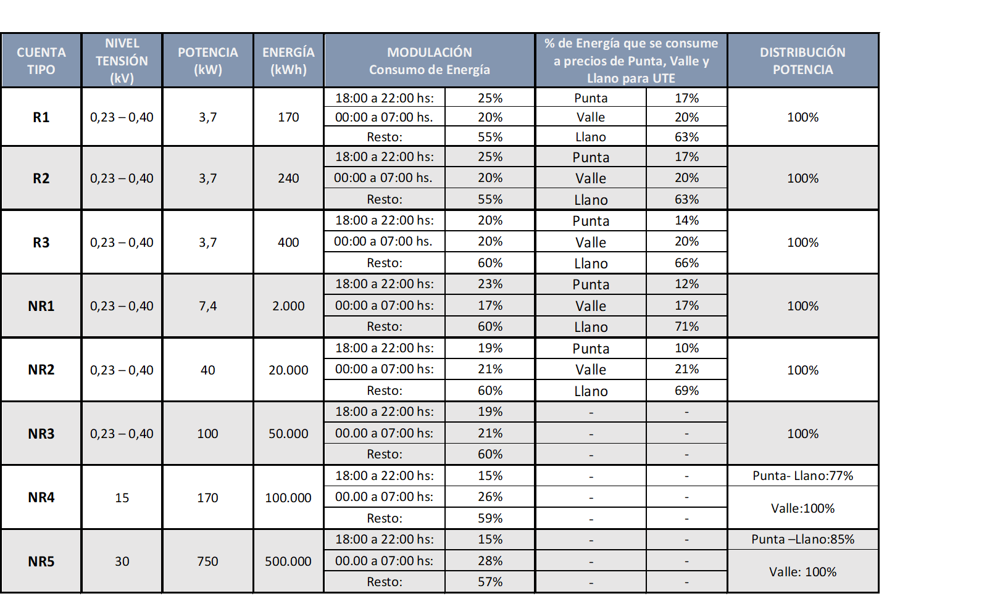 CUENTA TIPO
NIVEL TENSIÓN (kV)
POTENCIA (kW)
ENERGÍA (kWh)
MODULACIÓN Consumo de Energía
% de Energía que se consume a precios de Punta, Valle y Llano para UTE
DISTRIBUCIÓN POTENCIA
R1 0,23 – 0,40 3,7 170 100%
18:00 a 22:00 hs: 25% Punta 17%
00:00 a 07:00 hs. 20% Valle 20%
Resto: 55% Llano 63%
R2 0,23 – 0,40 3,7 240 100%
18:00 a 22:00 hs: 25% Punta 17%
00:00 a 07:00 hs. 20% Valle 20%
Resto: 55% Llano 63%
R3 0,23 – 0,40 3,7 400 100%
18:00 a 22:00 hs: 20% Punta 14%
00:00 a 07:00 hs. 20% Valle 20%
Resto: 60% Llano 66%
NR1 0,23 – 0,40 7,4 2.000 100%
18:00 a 22:00 hs: 23% Punta 12%
00:00 a 07:00 hs: 17% Valle 17%
Resto: 60% Llano 71%
NR2 0,23 – 0,40 40 20.000 100%
18:00 a 22:00 hs: 19% Punta 10%
00:00 a 07:00 hs: 21% Valle 21%
Resto: 60% Llano 69%
NR3 0,23 – 0,40 100 50.000 100%
18:00 a 22:00 hs: 19% - -
00.00 a 07:00 hs: 21% - -
Resto: 60% - -
NR4 15 170 100.000
18:00 a 22:00 hs: 15% - - Punta- Llano:77%
00.00 a 07:00 hs: 26% - - Valle:100%
Resto: 59% - -
NR5 30 750 500.000
18:00 a 22:00 hs: 15% - - Punta –Llano:85%
00.00 a 07:00 hs: 28% - - Valle: 100%
Resto: 57% - -